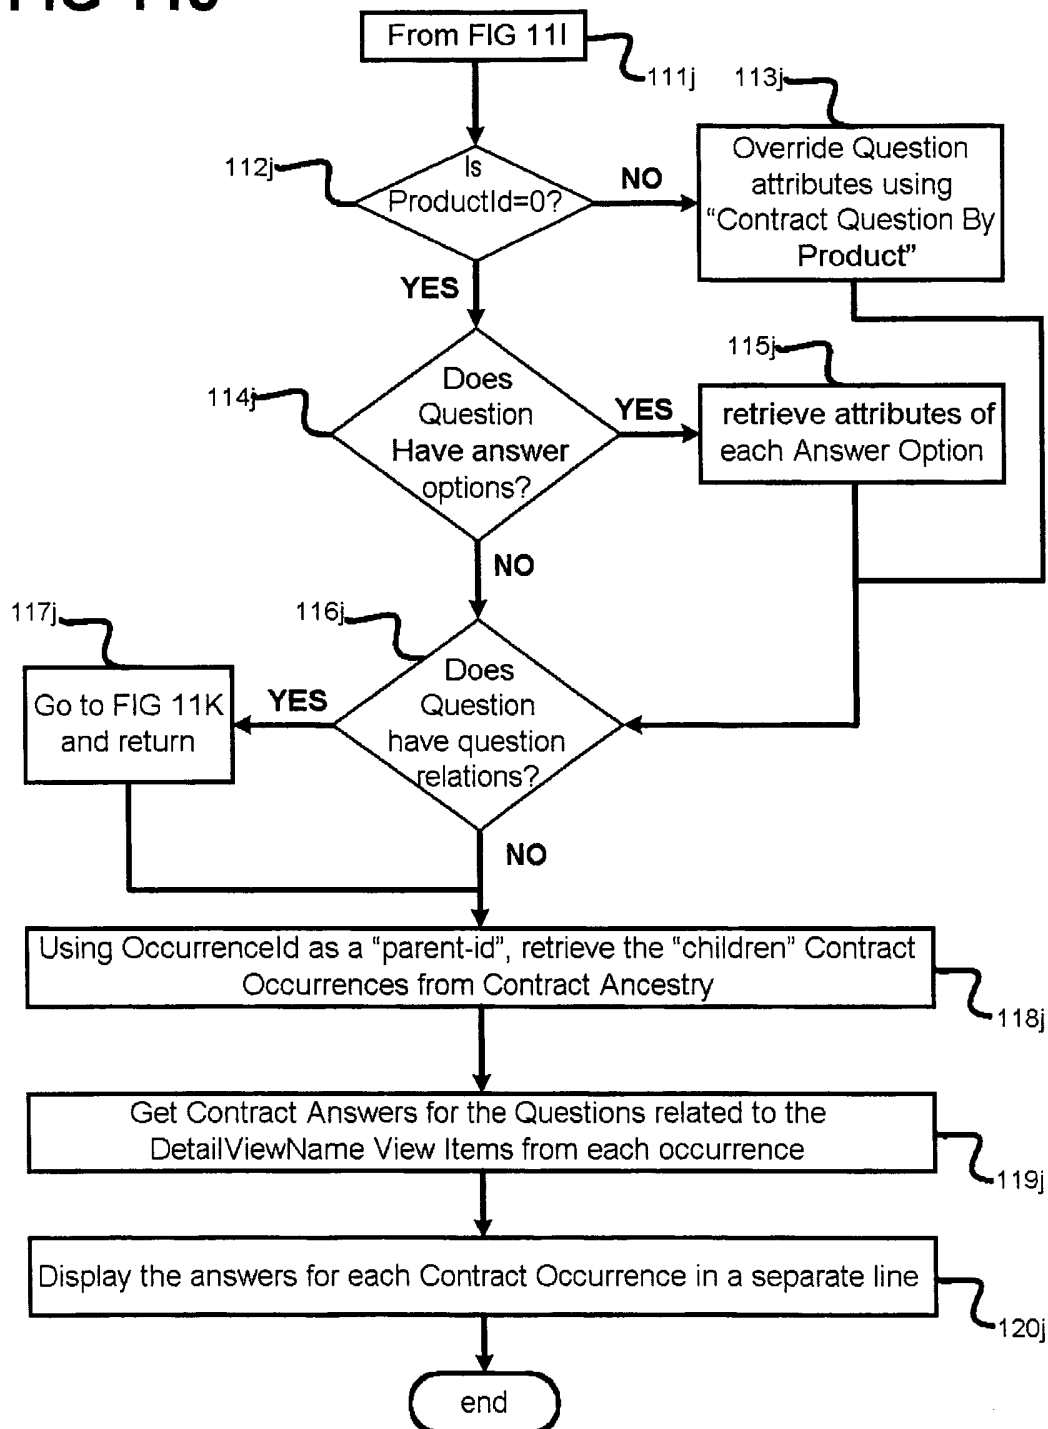 From FIG 11I
111j
113j
112j
Is
ProductId=0?
NO
Override Question
attributes using
“Contract Question By
Product”
YES
115j
114j
Does
Question
Have answer
options?
YES
retrieve attributes of
each Answer Option
NO
117j
116j
Does
Question
have question
relations?
YES
Go to FIG 11K
and return
NO
Using OccurrenceId as a “parent-id”, retrieve the “children” Contract
Occurrences from Contract Ancestry
118j
Get Contract Answers for the Questions related to the
DetailViewName View Items from each occurrence
119j
Display the answers for each Contract Occurrence in a separate line
120j
end